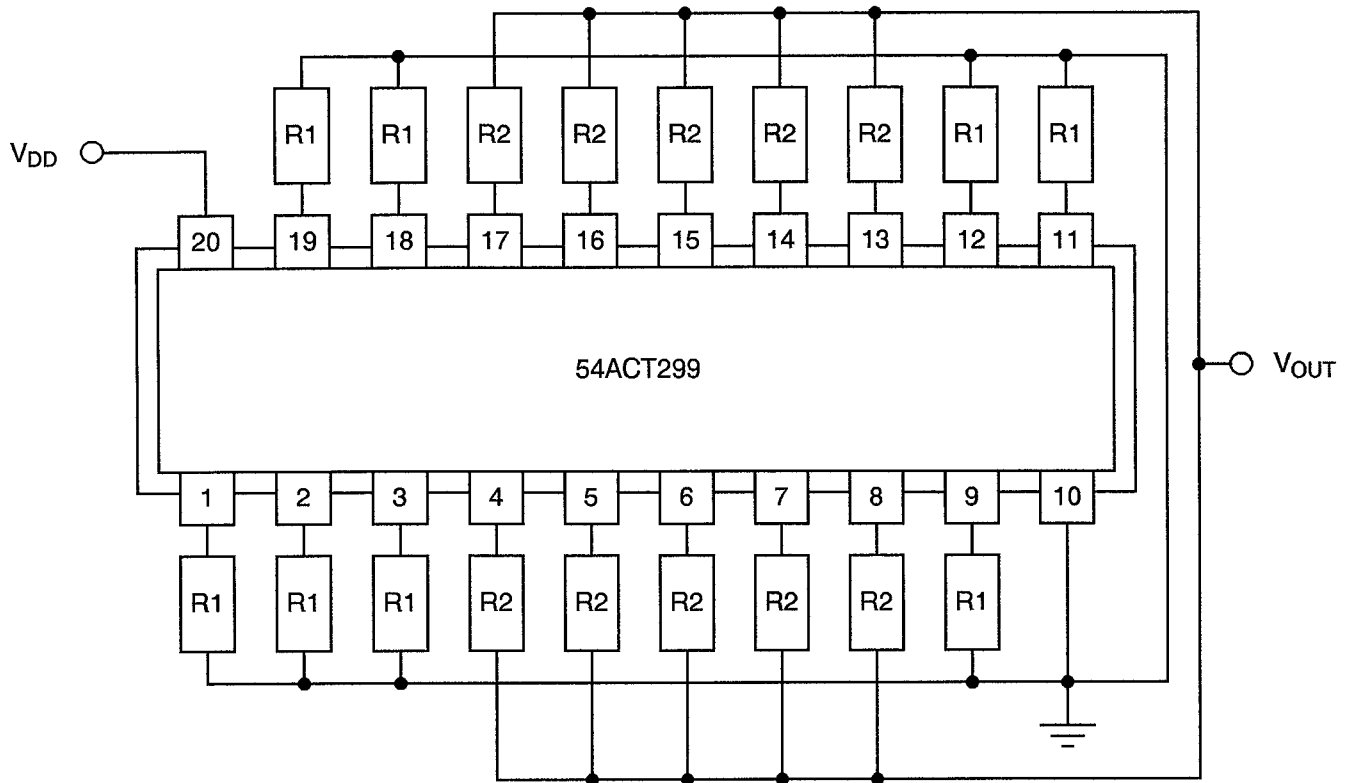 R1 R1 R2 R2 R2 R2 R2 R1 R1
V_DD
20 19 18 17 16 15 14 13 12 11
54ACT299
V_OUT
1 2 3 4 5 6 7 8 9 10
R1 R1 R1 R2 R2 R2 R2 R2 R1